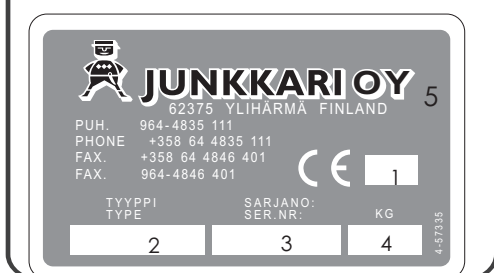 JUNKKARI OY 5
62375 YLIHÄRMÄ FINLAND
PUH. 964-4835 111
PHONE +358 64 4835 111
FAX. +358 64 4846 401
FAX. 964-4846 401
CE 1
TYYPPI SARJANO: 
TYPE SER.NR: KG
2 3 4
4-57335